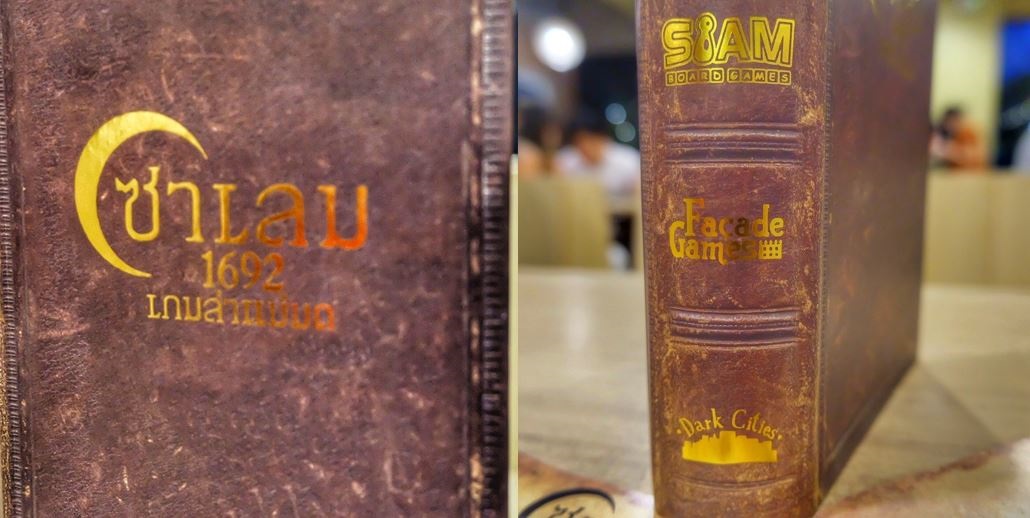 ซาเลม
1692
เกมล่าแม่มด
SIAM
BOARD GAMES
Façade
Games
Dark Cities